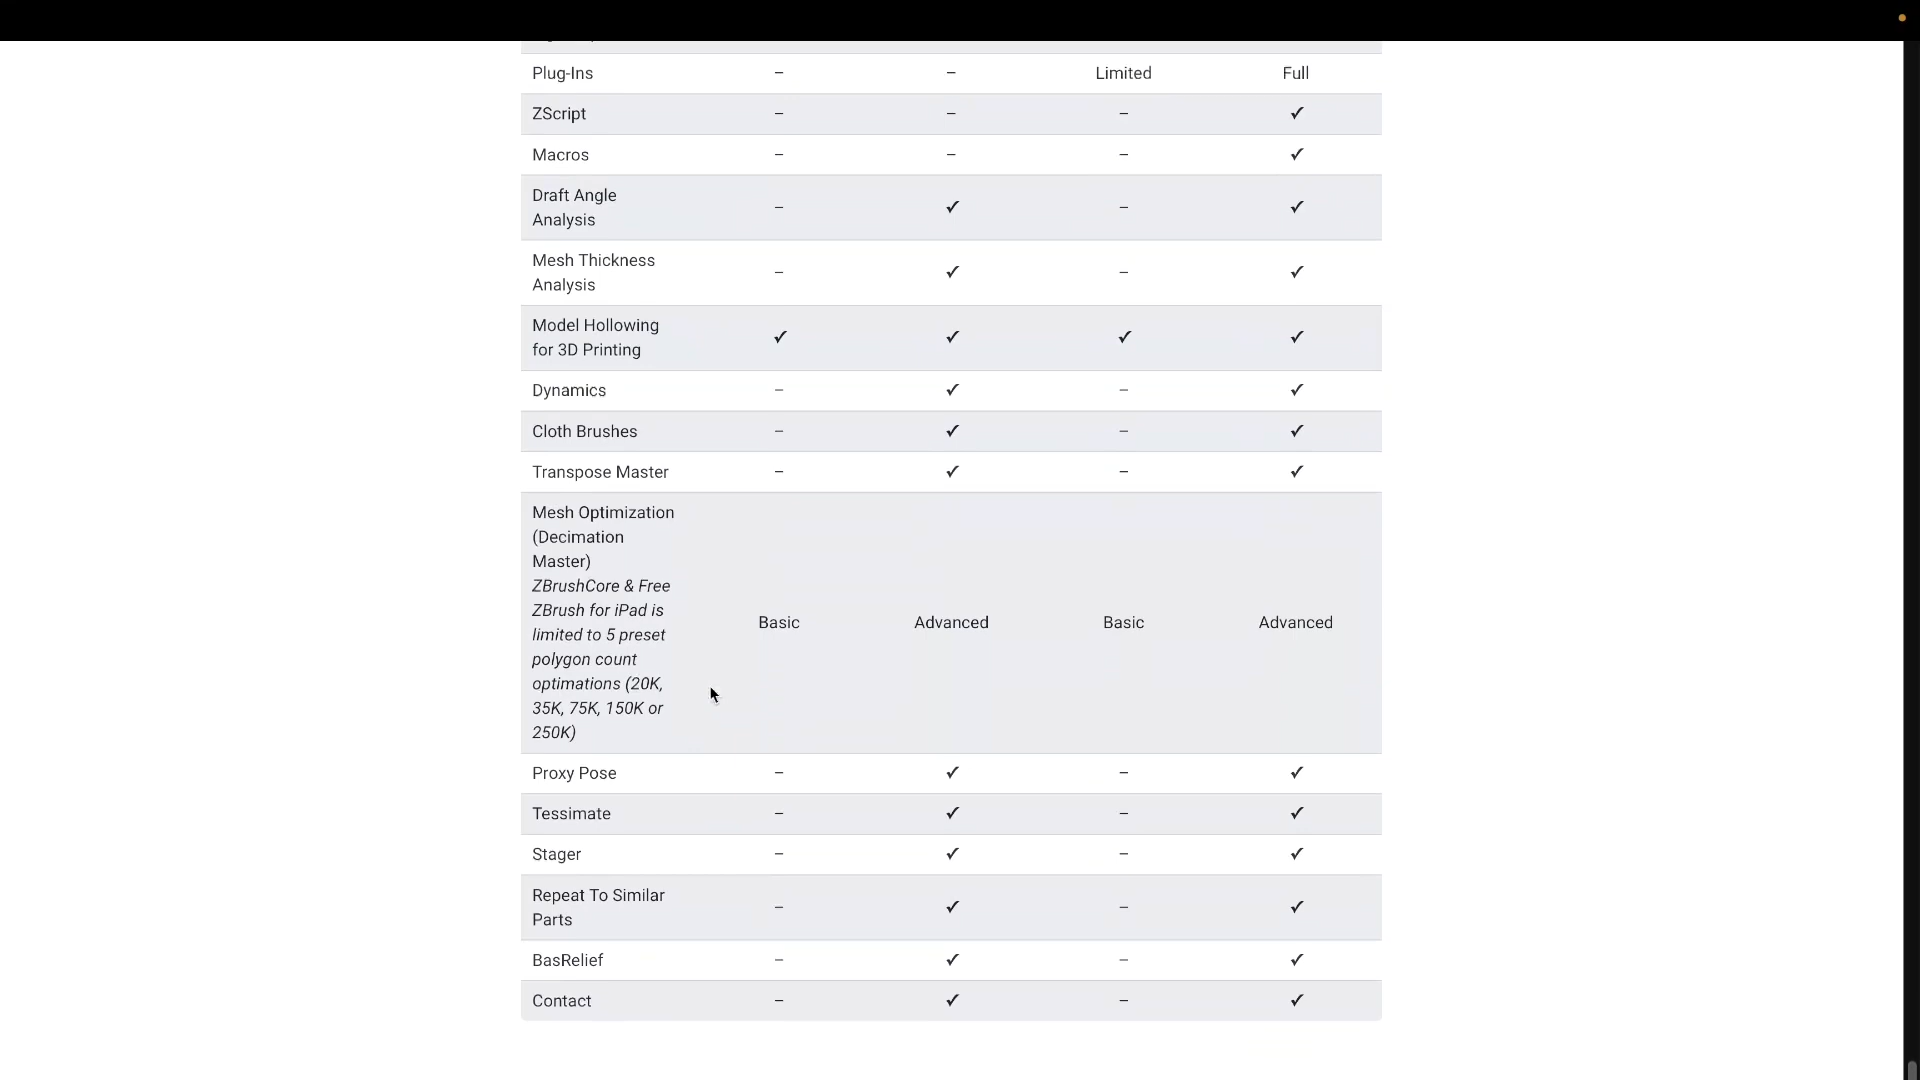 Plug-Ins – – Limited Full
ZScript – – – ✓
Macros – – – ✓
Draft Angle
Analysis – ✓ – ✓
Mesh Thickness
Analysis – ✓ – ✓
Model Hollowing
for 3D Printing ✓ ✓ ✓ ✓
Dynamics – ✓ – ✓
Cloth Brushes – ✓ – ✓
Transpose Master – ✓ – ✓
Mesh Optimization
(Decimation
Master)
ZBrushCore & Free
ZBrush for iPad is
limited to 5 preset
polygon count
optimations (20K,
35K, 75K, 150K or
250K)
Basic Advanced Basic Advanced
Proxy Pose – ✓ – ✓
Tessimate – ✓ – ✓
Stager – ✓ – ✓
Repeat To Similar
Parts – ✓ – ✓
BasRelief – ✓ – ✓
Contact – ✓ – ✓